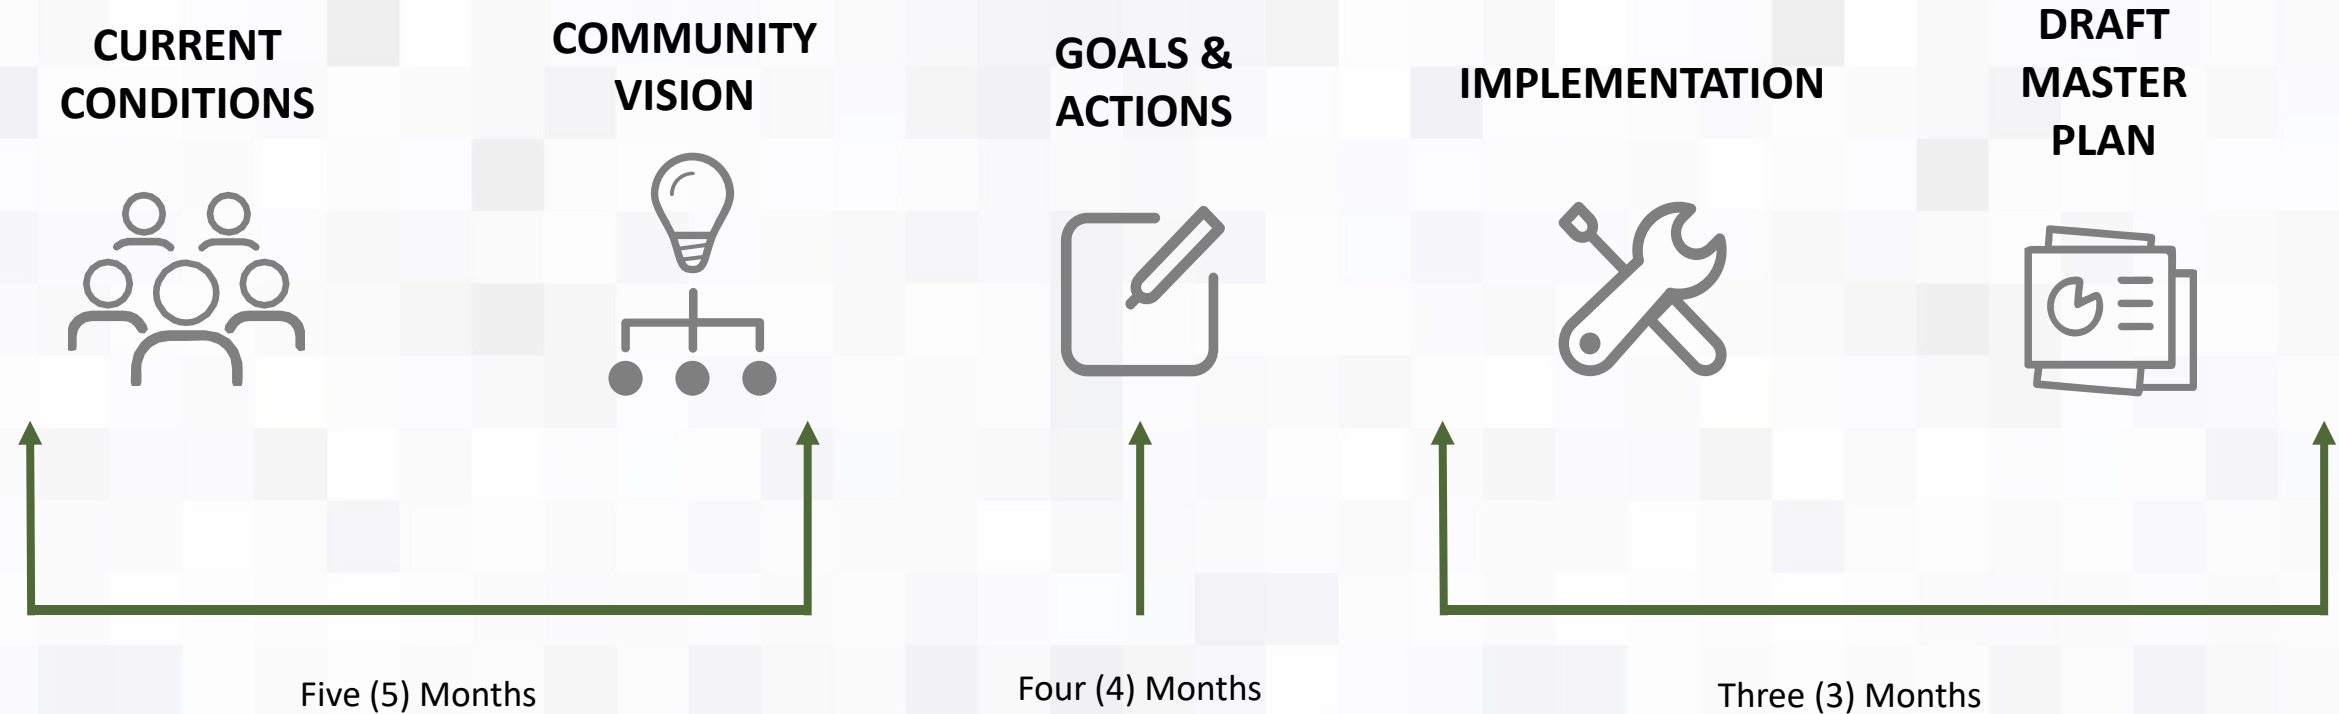 CURRENT
CONDITIONS
COMMUNITY
VISION
GOALS &
ACTIONS
IMPLEMENTATION
DRAFT
MASTER
PLAN
Five (5) Months
Four (4) Months
Three (3) Months